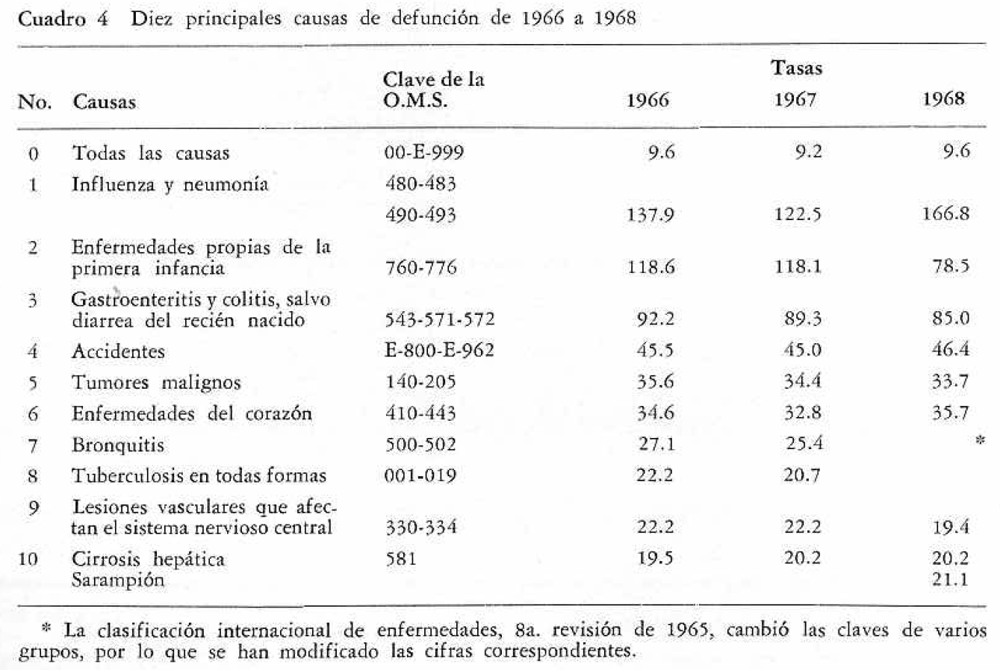 Cuadro 4 Diez principales causas de defunción de 1966 a 1968
Tasas
Clave de la
No. Causas O.M.S. 1966 1967 1968
0 Todas las causas 00-E-999 9.6 9.2 9.6
1 Influenza y neumonía 480-483
490-493 137.9 122.5 166.8
2 Enfermedades propias de la
primera infancia 760-776 118.6 118.1 78.5
3 Gastroenteritis y colitis, salvo
diarrea del recién nacido 543-571-572 92.2 89.3 85.0
4 Accidentes E-800-E-962 45.5 45.0 46.4
5 Tumores malignos 140-205 35.6 34.4 33.7
6 Enfermedades del corazón 410-443 34.6 32.8 35.7
7 Bronquitis 500-502 27.1 25.4 *
8 Tuberculosis en todas formas 001-019 22.2 20.7
9 Lesiones vasculares que afec-
tan el sistema nervioso central 330-334 22.2 22.2 19.4
10 Cirrosis hepática 581 19.5 20.2 20.2
Sarampión 21.1
* La clasificación internacional de enfermedades, 8a. revisión de 1965, cambió las claves de varios
grupos, por lo que se han modificado las cifras correspondientes.